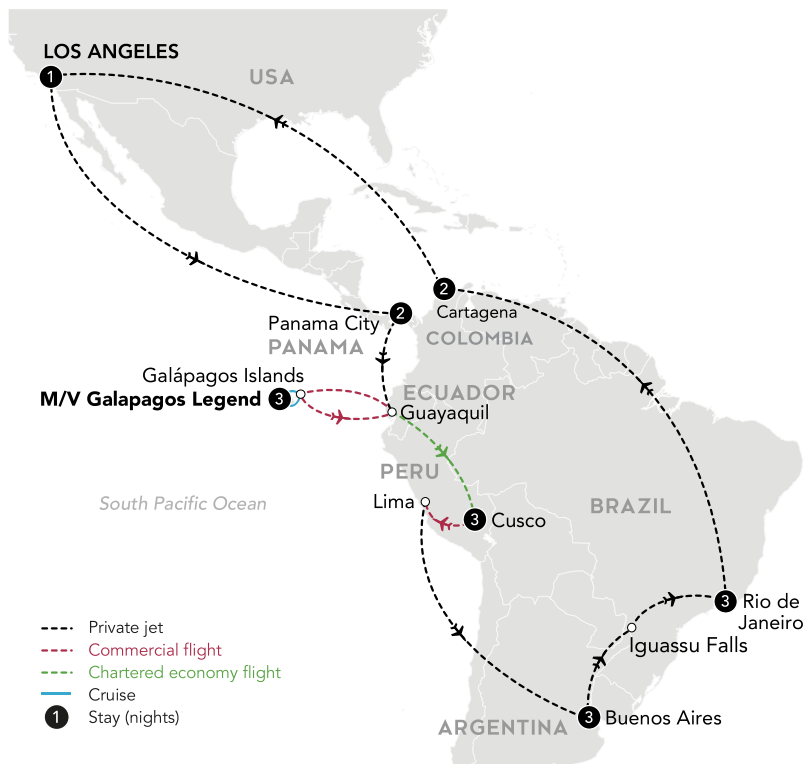 LOS ANGELES
1
USA
2
Cartagena
2
Panama City
PANAMA
COLOMBIA
Galápagos Islands
M/V Galapagos Legend
3
ECUADOR
Guayaquil
PERU
Lima
3
Cusco
South Pacific Ocean
BRAZIL
3
Rio de
Janeiro
Iguassu Falls
3
Buenos Aires
ARGENTINA
Private jet
Commercial flight
Chartered economy flight
Cruise
1
Stay (nights)